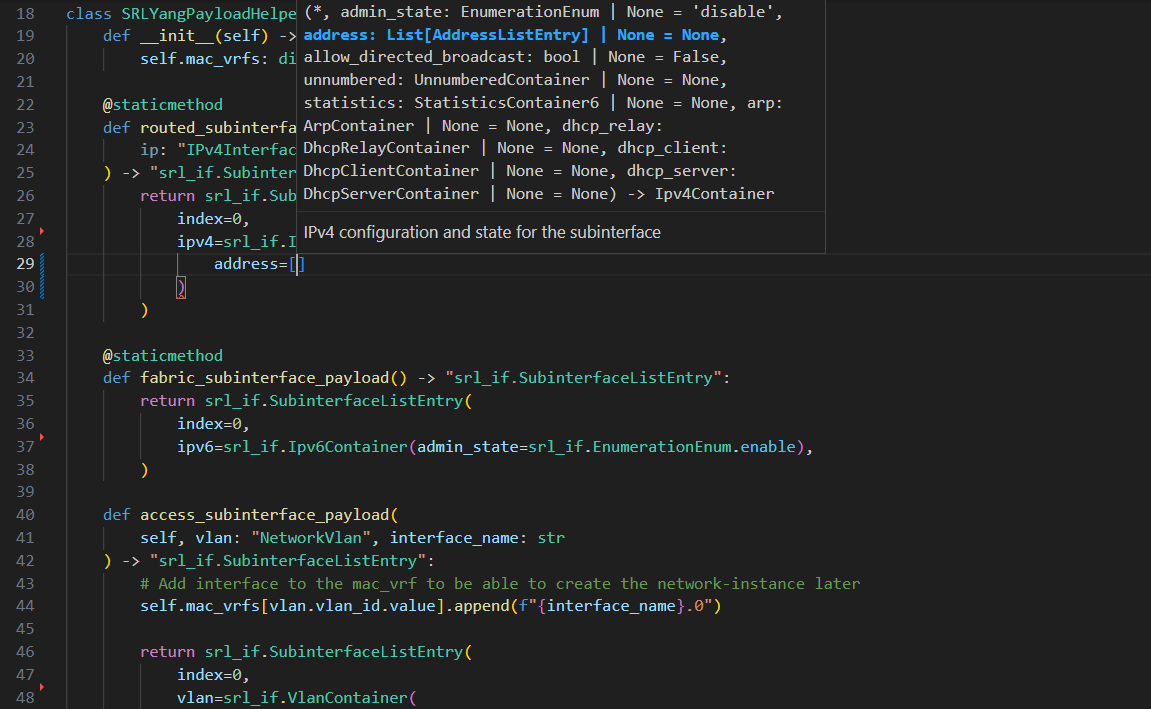 18 class SRLYangPayloadHelpe
19 def __init__(self) ->
20 self.mac_vrfs: di
21
22 @staticmethod
23 def routed_subinterfa
24 ip: "IPv4Interfac
25 ) -> "srl_if.Subinter
26 return srl_if.Sub
27 index=0,
28 ipv4=srl_if.I
29 address=[]
30 )
31 )
32
33 @staticmethod
34 def fabric_subinterface_payload() -> "srl_if.SubinterfaceListEntry":
35 return srl_if.SubinterfaceListEntry(
36 index=0,
37 ipv6=srl_if.Ipv6Container(admin_state=srl_if.EnumerationEnum.enable),
38 )
39
40 def access_subinterface_payload(
41 self, vlan: "NetworkVlan", interface_name: str
42 ) -> "srl_if.SubinterfaceListEntry":
43 # Add interface to the mac_vrf to be able to create the network-instance later
44 self.mac_vrfs[vlan.vlan_id.value].append(f"{interface_name}.0")
45
46 return srl_if.SubinterfaceListEntry(
47 index=0,
48 vlan=srl_if.VlanContainer(
(*, admin_state: EnumerationEnum | None = 'disable',
address: List[AddressListEntry] | None = None,
allow_directed_broadcast: bool | None = False,
unnumbered: UnnumberedContainer | None = None,
statistics: StatisticsContainer6 | None = None, arp:
ArpContainer | None = None, dhcp_relay:
DhcpRelayContainer | None = None, dhcp_client:
DhcpClientContainer | None = None, dhcp_server:
DhcpServerContainer | None = None) -> Ipv4Container
IPv4 configuration and state for the subinterface